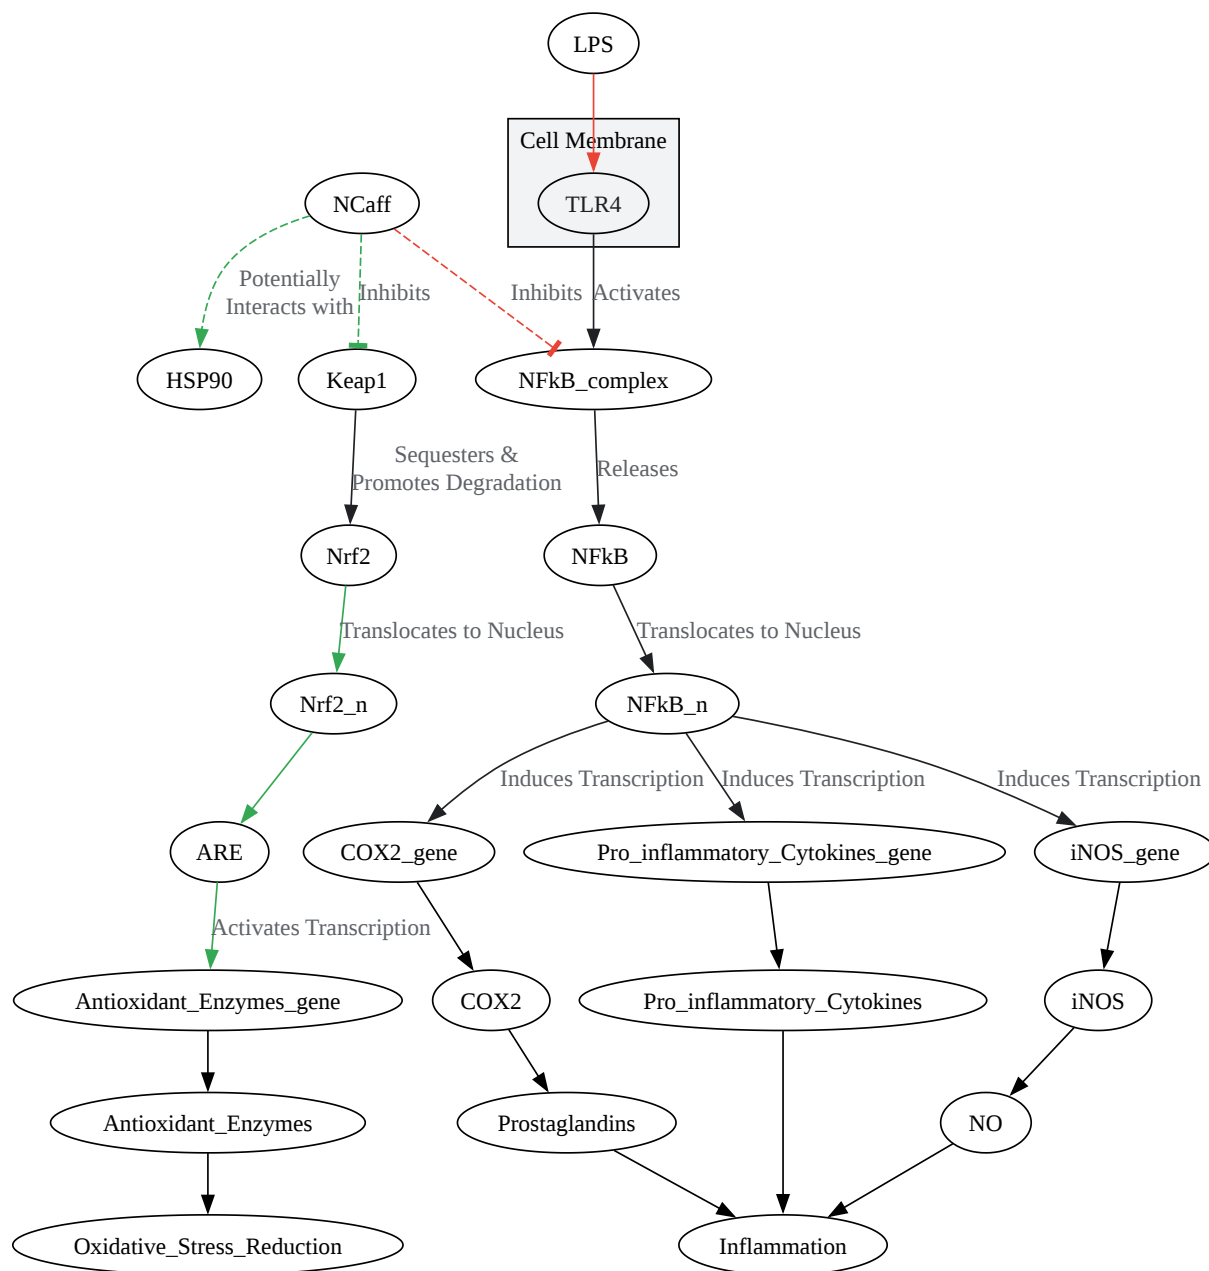 LPS
Cell Membrane
NCaff
TLR4
Potentially
Interacts with
Inhibits
Inhibits
Activates
HSP90
Keap1
NFkB_complex
Sequesters &
Promotes Degradation
Releases
Nrf2
NFkB
Translocates to Nucleus
Translocates to Nucleus
Nrf2_n
NFkB_n
Induces Transcription
Induces Transcription
Induces Transcription
ARE
COX2_gene
Pro_inflammatory_Cytokines_gene
iNOS_gene
Activates Transcription
Antioxidant_Enzymes_gene
COX2
Pro_inflammatory_Cytokines
iNOS
Antioxidant_Enzymes
Prostaglandins
NO
Oxidative_Stress_Reduction
Inflammation